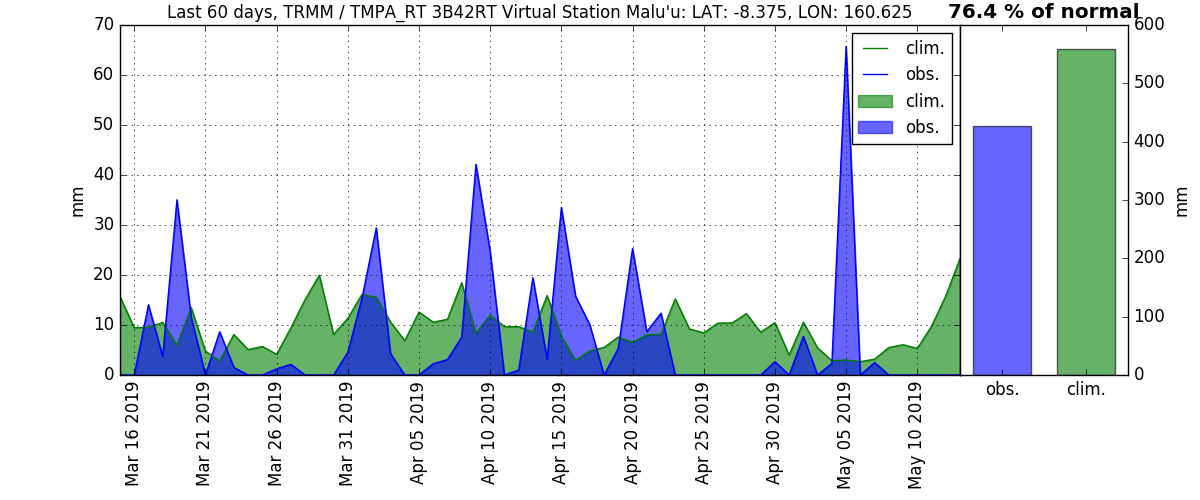 Last 60 days, TRMM / TMPA_RT 3B42RT Virtual Station Malu'u: LAT: -8.375, LON: 160.625
76.4 % of normal
70
60
50
40
30
20
10
0
mm
clim.
obs.
clim.
obs.
Mar 16 2019
Mar 21 2019
Mar 26 2019
Mar 31 2019
Apr 05 2019
Apr 10 2019
Apr 15 2019
Apr 20 2019
Apr 25 2019
Apr 30 2019
May 05 2019
May 10 2019
600
500
400
300
200
100
0
mm
obs.
clim.